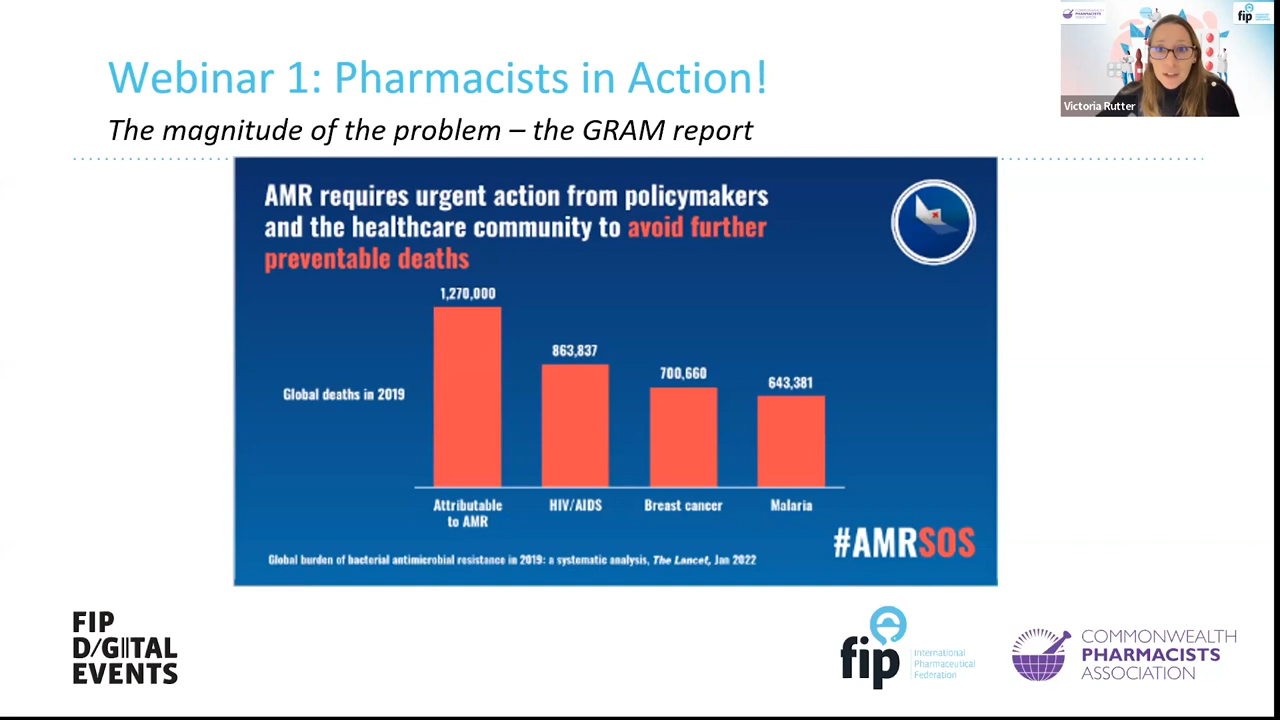 Webinar 1: Pharmacists in Action!
The magnitude of the problem – the GRAM report
COMMONWEALTH
PHARMACISTS
ASSOCIATION
fip
Victoria Rutter
AMR requires urgent action from policymakers
and the healthcare community to avoid further
preventable deaths
1,270,000
863,837
700,660
643,381
Global deaths in 2019
Attributable
to AMR
HIV/AIDS
Breast cancer
Malaria
#AMRSOS
Global burden of bacterial antimicrobial resistance in 2019: a systematic analysis, The Lancet, Jan 2022
FIP
DIGITAL
EVENTS
fip
International
Pharmaceutical
Federation
COMMONWEALTH
PHARMACISTS
ASSOCIATION